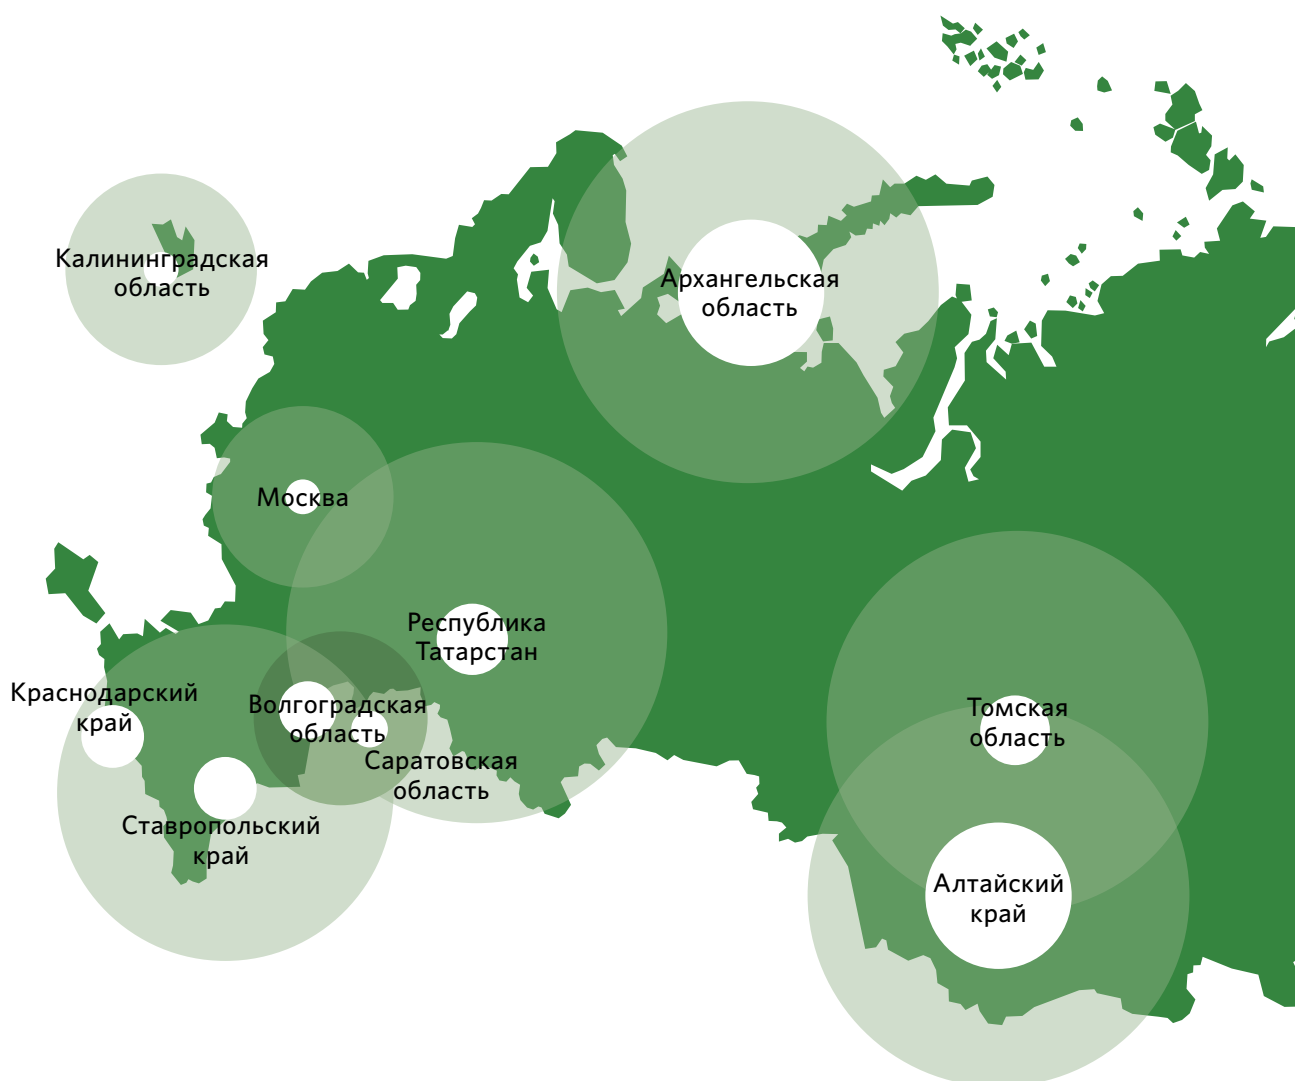 Калининградская
область
Архангельская
область
Москва
Республика
Татарстан
Краснодарский
край
Волгоградская
область
Томская
область
Саратовская
область
Ставропольский
край
Алтайский
край